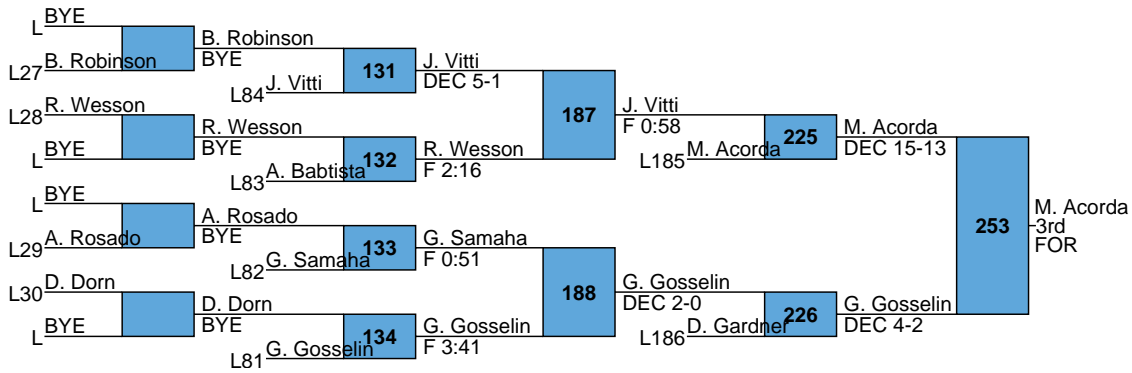 BYE
L
B. Robinson
BYE
B. Robinson
L27
131
J. Vitti
DEC 5-1
J. Vitti
L84
R. Wesson
L28
187
J. Vitti
F 0:58
R. Wesson
BYE
BYE
L
132
R. Wesson
F 2:16
A. Babtista
L83
225
M. Acorda
DEC 15-13
M. Acorda
L185
BYE
L
A. Rosado
BYE
A. Rosado
L29
133
G. Samaha
F 0:51
G. Samaha
L82
253
M. Acorda
3rd
FOR
D. Dorn
L30
188
G. Gosselin
DEC 2-0
D. Dorn
BYE
BYE
L
134
G. Gosselin
F 3:41
G. Gosselin
L81
226
G. Gosselin
DEC 4-2
D. Gardner
L186